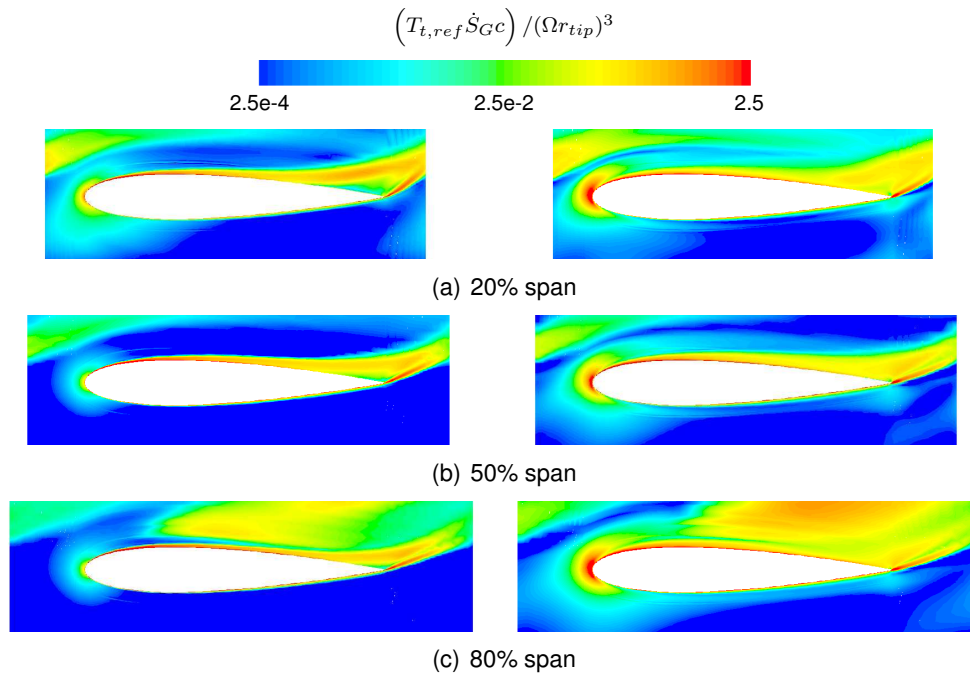 (T_{t,ref} Ṡ_G c) /(Ωr_{tip})^3
2.5e-4 2.5e-2 2.5
(a) 20% span
(b) 50% span
(c) 80% span